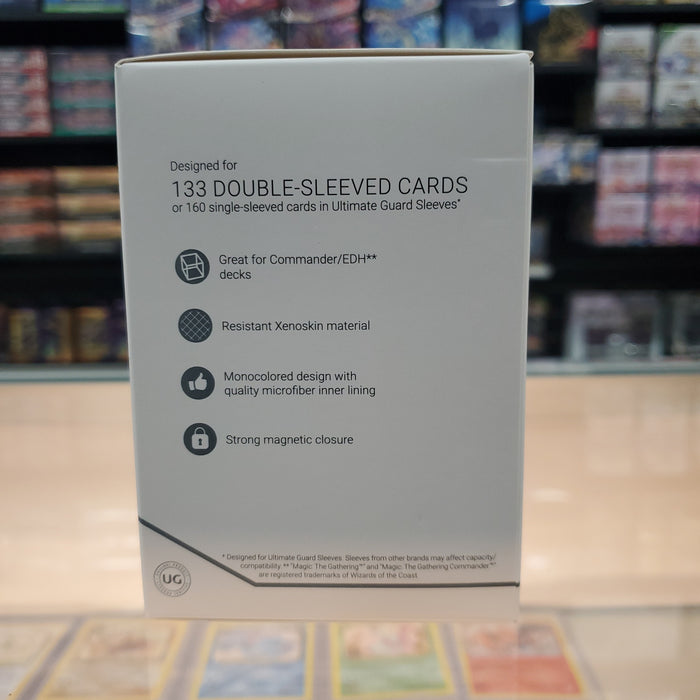 Designed for
133 DOUBLE-SLEEVED CARDS
or 160 single-sleeved cards in Ultimate Guard Sleeves*
Great for Commander/EDH**
decks
Resistant Xenoskin material
Monocolored design with
quality microfiber inner lining
Strong magnetic closure
* Designed for Ultimate Guard Sleeves. Sleeves from other brands may affect capacity/
compatibility. ** "Magic: The Gathering®" and "Magic: The Gathering Commander®"
are registered trademarks of Wizards of the Coast.
UG